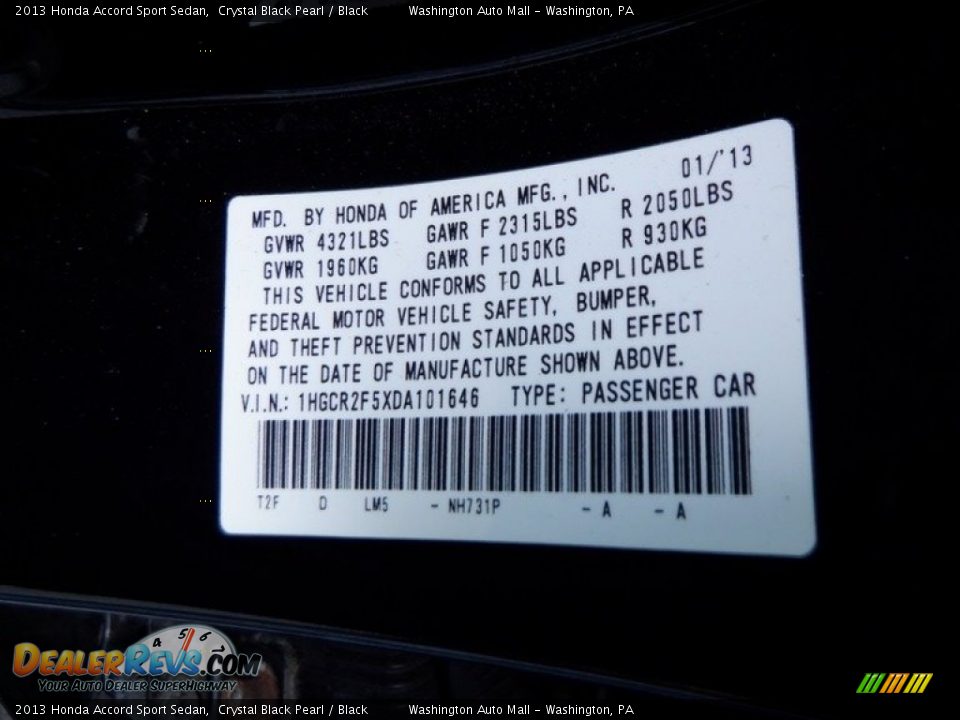 2013 Honda Accord Sport Sedan,  Crystal Black Pearl / Black  Washington Auto Mall – Washington, PA
01/'13
MFD. BY HONDA OF AMERICA MFG., INC.
GVWR 4321LBS  GAWR F 2315LBS  R 2050LBS
GVWR 1960KG  GAWR F 1050KG  R 930KG
THIS VEHICLE CONFORMS TO ALL APPLICABLE
FEDERAL MOTOR VEHICLE SAFETY, BUMPER,
AND THEFT PREVENTION STANDARDS IN EFFECT
ON THE DATE OF MANUFACTURE SHOWN ABOVE.
V.I.N.: 1HGCR2F5XDA101646  TYPE: PASSENGER CAR
T2F  D  LM5  - NH731P  - A  - A
4 5 6
DealerRevs.com
Your Auto Dealer SuperHighway
2013 Honda Accord Sport Sedan,  Crystal Black Pearl / Black  Washington Auto Mall – Washington, PA